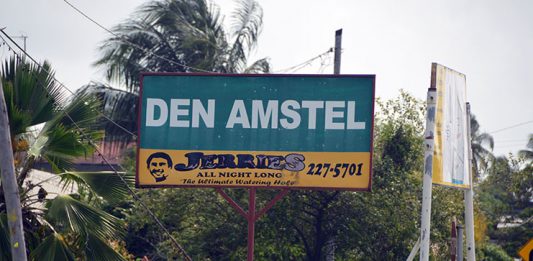 DEN AMSTEL
JERRIES
227-5701
ALL NIGHT LONG
The Ultimate Watering Hole